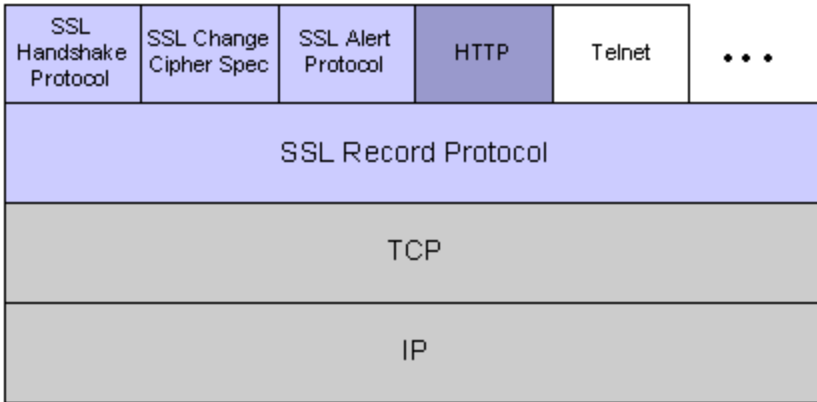 SSL
Handshake
Protocol
SSL Change
Cipher Spec
SSL Alert
Protocol
HTTP
Telnet
...
SSL Record Protocol
TCP
IP